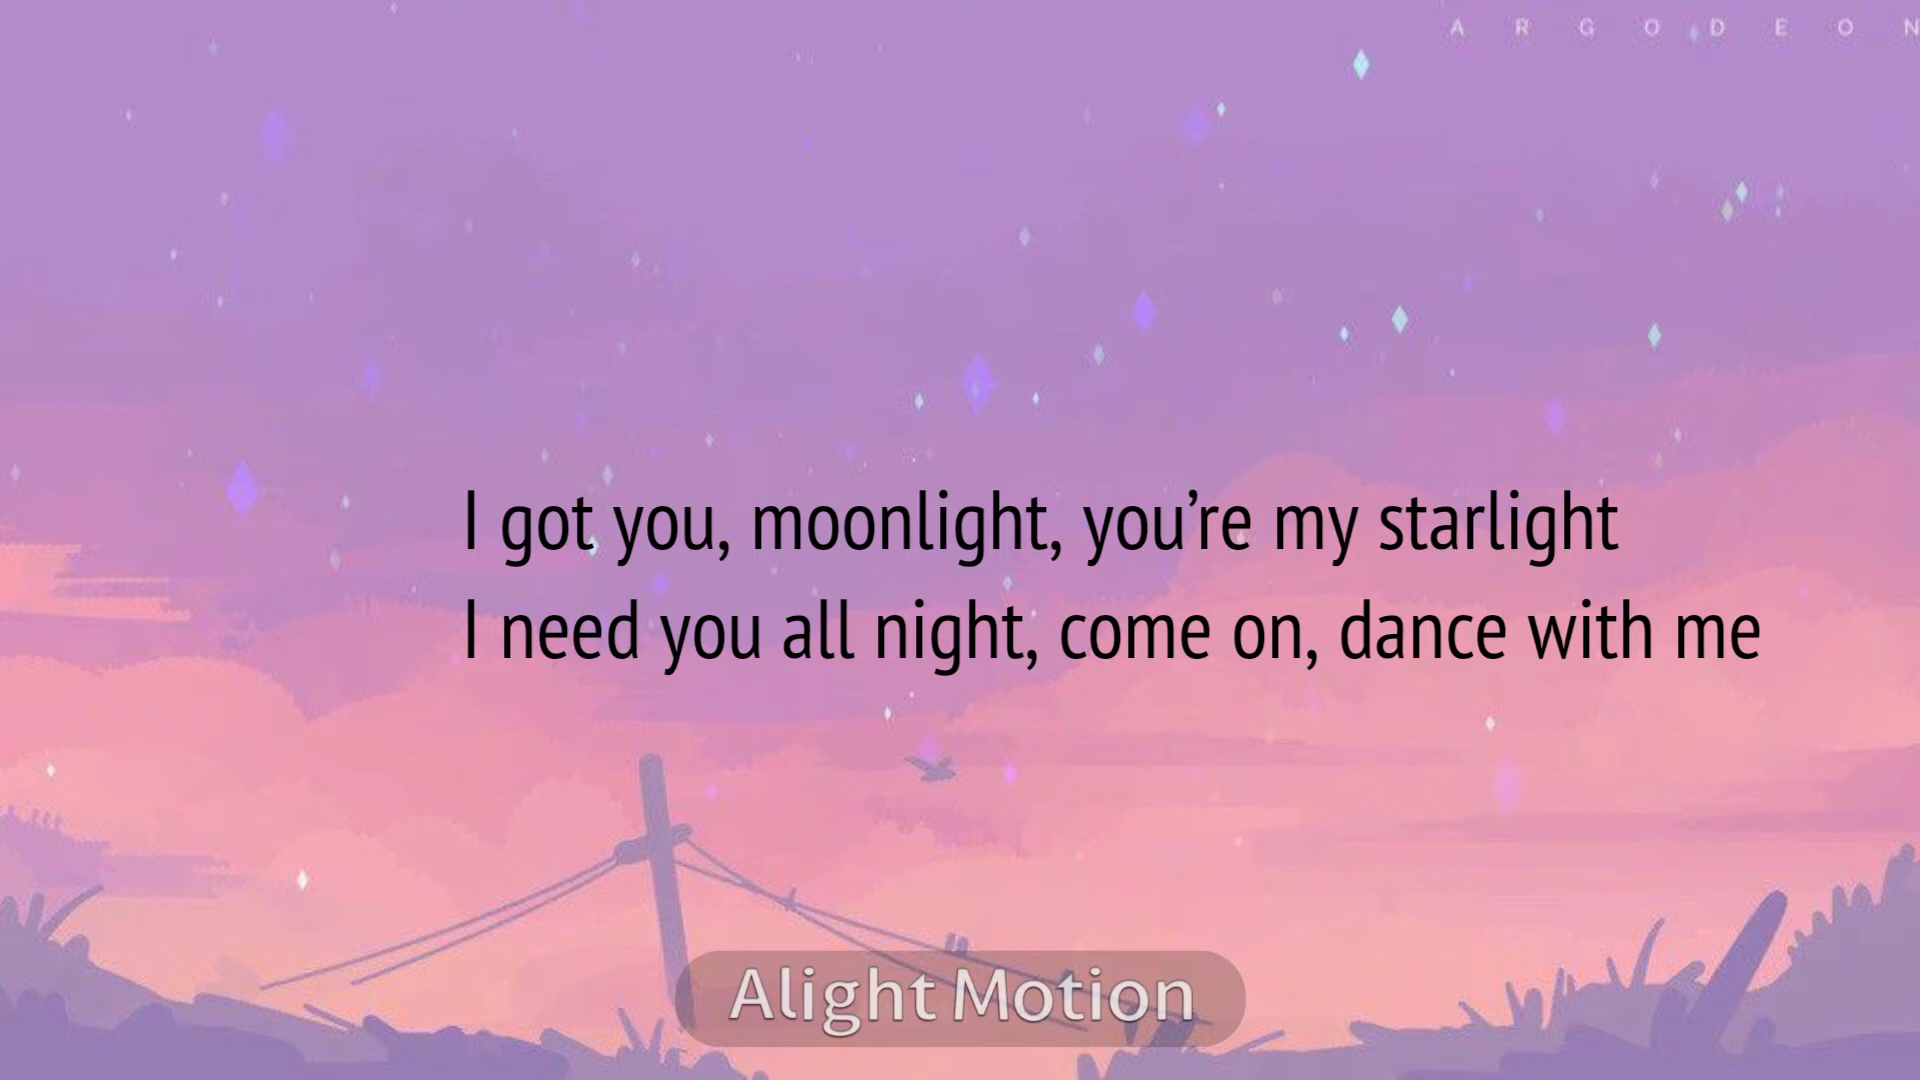 A R G O D E O N
I got you, moonlight, you’re my starlight
I need you all night, come on, dance with me
Alight Motion